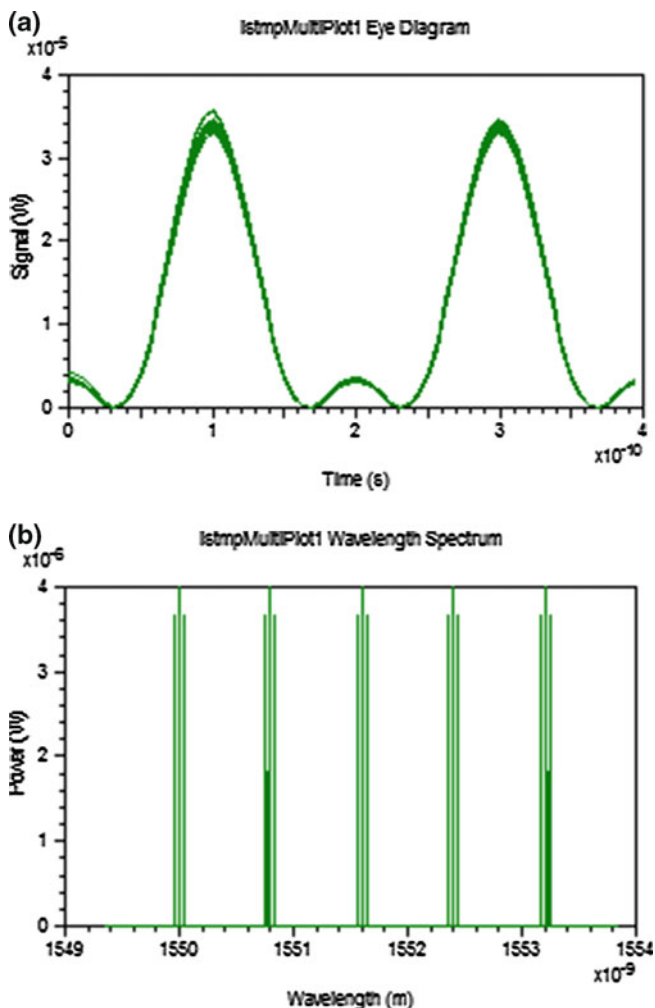 (a)
lstmpMultiPlot1 Eye Diagram
x10-5
4
3
2
1
0
Signal (W)
0 1 2 3 4
x10-10
Time (s)
(b)
lstmpMultiPlot1 Wavelength Spectrum
x10-6
4
3
2
1
0
Power (W)
1549 1550 1551 1552 1553 1554
x10-9
Wavelength (m)